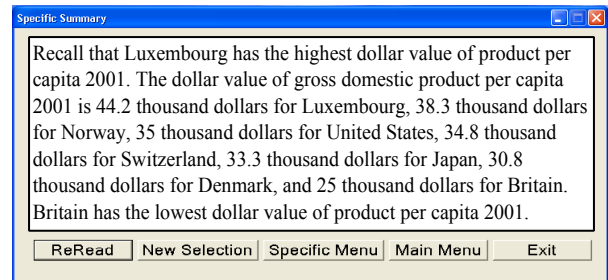 Specific Summary
Recall that Luxembourg has the highest dollar value of product per
capita 2001. The dollar value of gross domestic product per capita
2001 is 44.2 thousand dollars for Luxembourg, 38.3 thousand dollars
for Norway, 35 thousand dollars for United States, 34.8 thousand
dollars for Switzerland, 33.3 thousand dollars for Japan, 30.8
thousand dollars for Denmark, and 25 thousand dollars for Britain.
Britain has the lowest dollar value of product per capita 2001.
ReRead New Selection Specific Menu Main Menu Exit